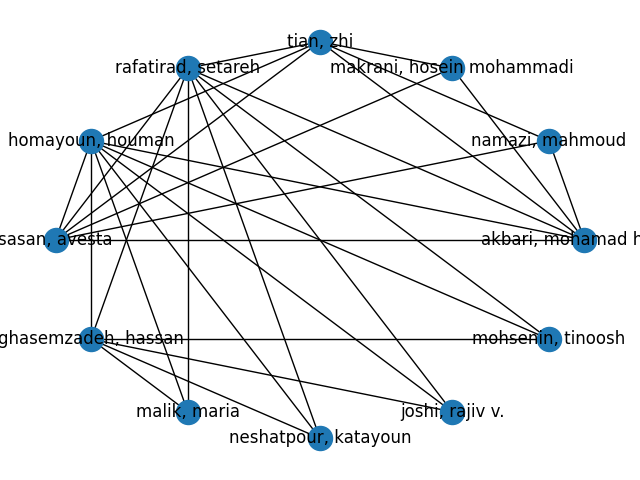 tian, zhi
rafatirad, setareh
makrani, hosein mohammadi
homayoun, houman
namazi, mahmoud
sasan, avesta
akbari, mohamad h
ghasemzadeh, hassan
mohsenin, tinoosh
malik, maria
joshi, rajiv v.
neshatpour, katayoun